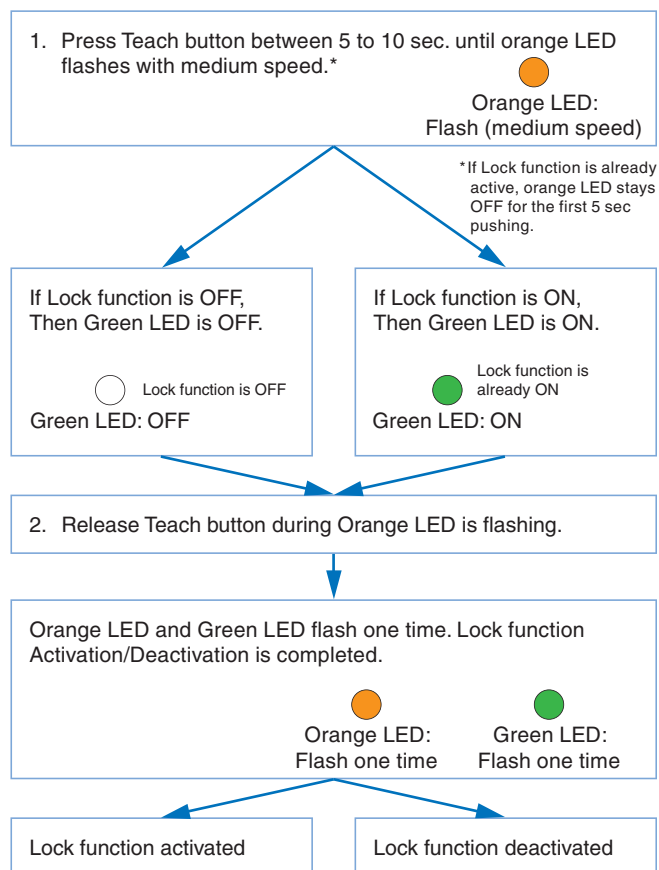 1. Press Teach button between 5 to 10 sec. until orange LED
flashes with medium speed.*
Orange LED:
Flash (medium speed)
*If Lock function is already
active, orange LED stays
OFF for the first 5 sec
pushing.
If Lock function is OFF,
Then Green LED is OFF.
Lock function is OFF
Green LED: OFF
If Lock function is ON,
Then Green LED is ON.
Lock function is
already ON
Green LED: ON
2. Release Teach button during Orange LED is flashing.
Orange LED and Green LED flash one time. Lock function
Activation/Deactivation is completed.
Orange LED:
Flash one time
Green LED:
Flash one time
Lock function activated
Lock function deactivated